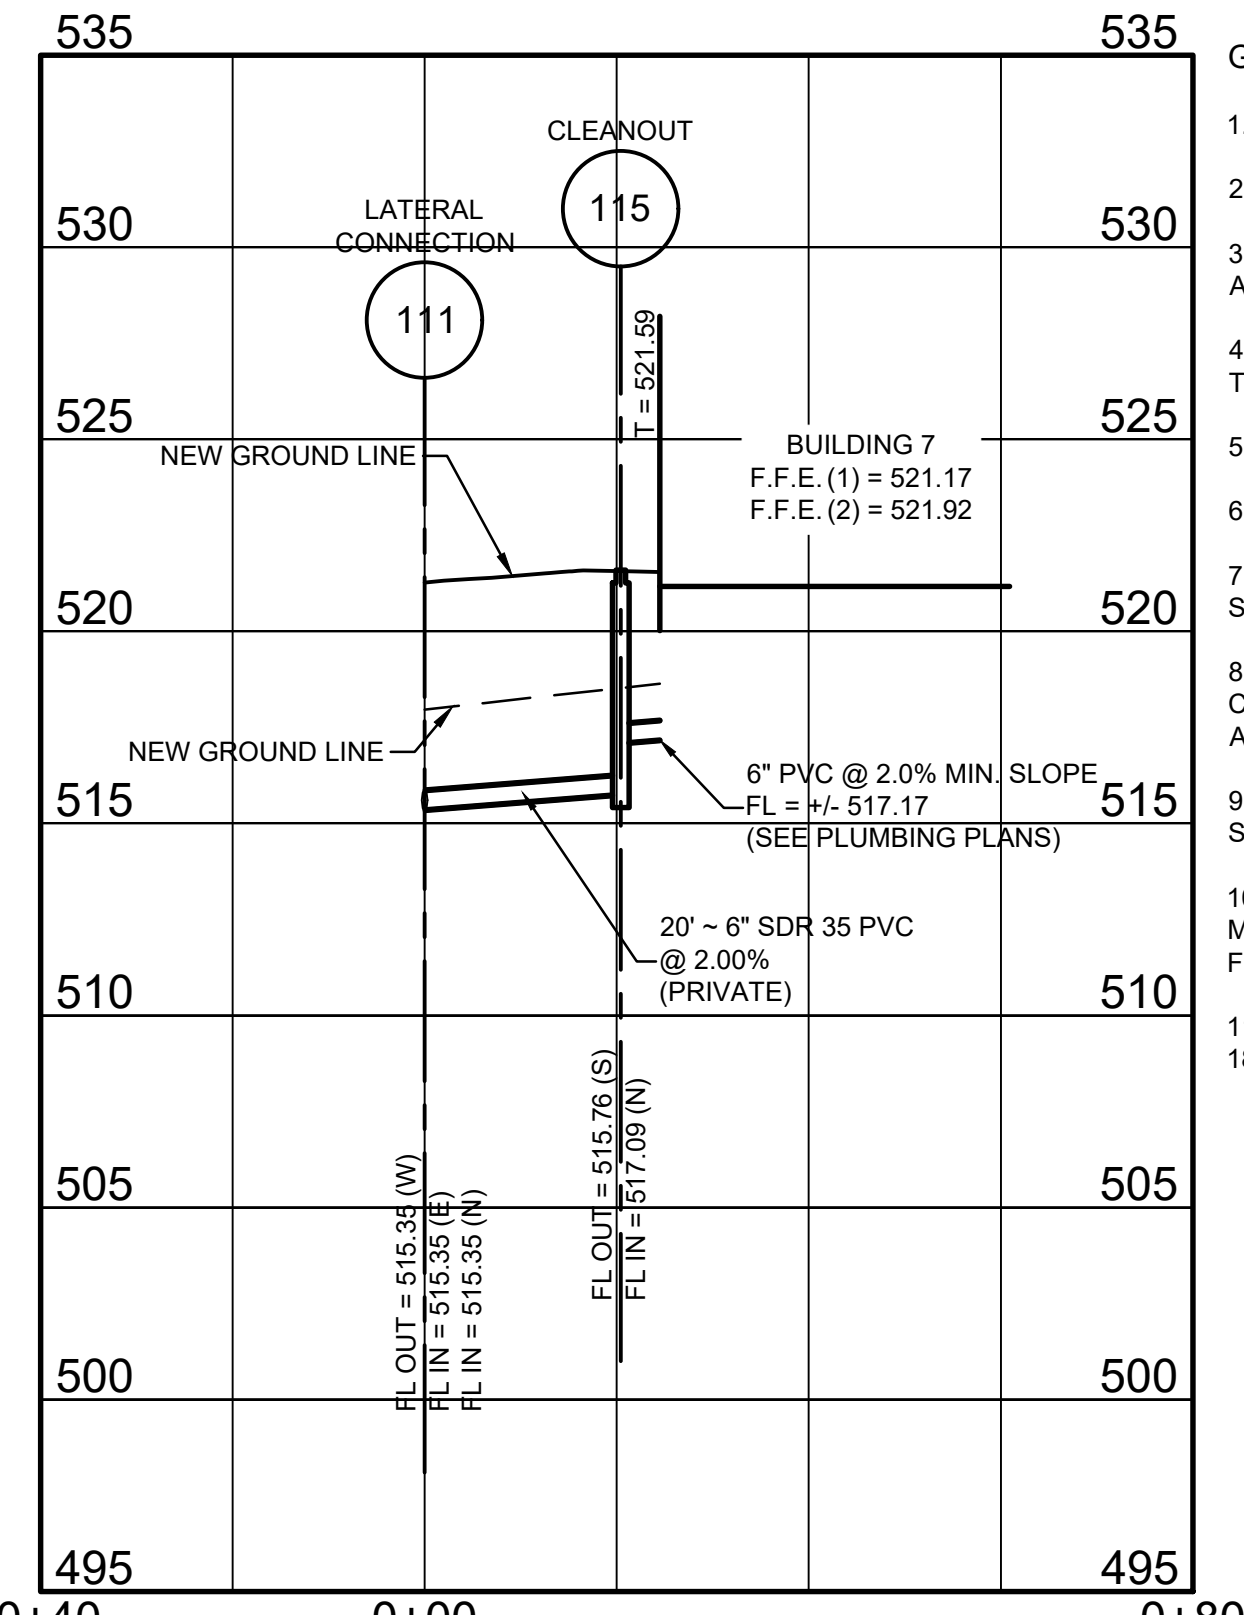 535
535
CLEANOUT
115
LATERAL
CONNECTION
111
530
530
T = 521.59
525
525
NEW GROUND LINE
BUILDING 7
F.F.E. (1) = 521.17
F.F.E. (2) = 521.92
520
520
NEW GROUND LINE
6" PVC @ 2.0% MIN. SLOPE
FL = +/- 517.17
(SEE PLUMBING PLANS)
515
515
20' ~ 6" SDR 35 PVC
@ 2.00%
(PRIVATE)
510
510
FL OUT = 515.76 (S)
FL IN = 517.09 (N)
FL OUT = 515.35 (W)
FL IN = 515.35 (E)
FL IN = 515.35 (N)
505
505
500
500
495
495
0+00